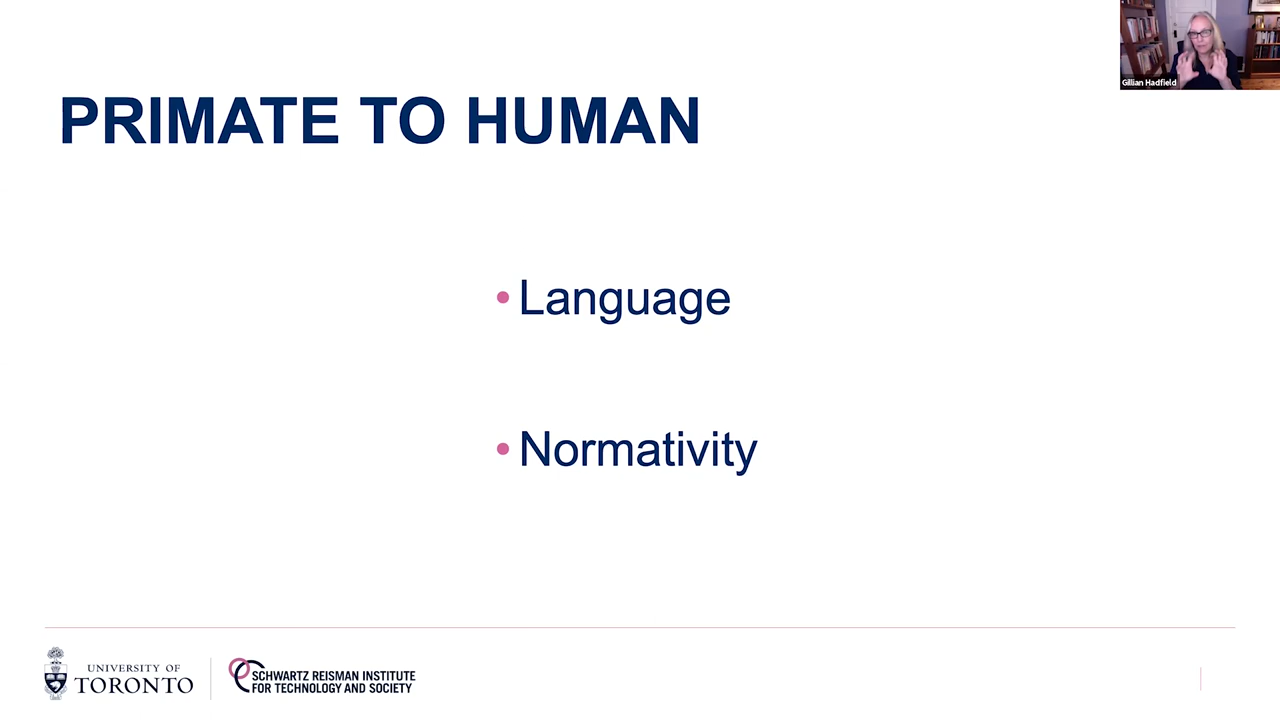 Gillian Hadfield
PRIMATE TO HUMAN
• Language
• Normativity
UNIVERSITY OF
TORONTO
SCHWARTZ REISMAN INSTITUTE
FOR TECHNOLOGY AND SOCIETY